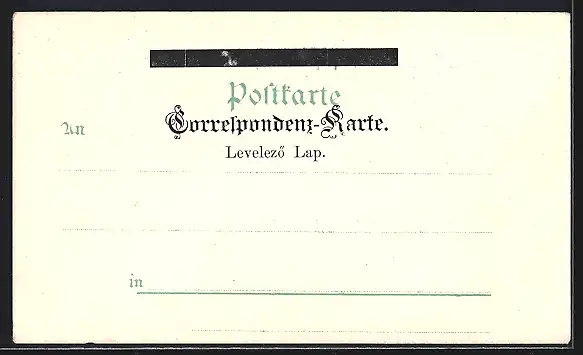 Postkarte
Correspondenz-Karte.
An
Levelező Lap.
in